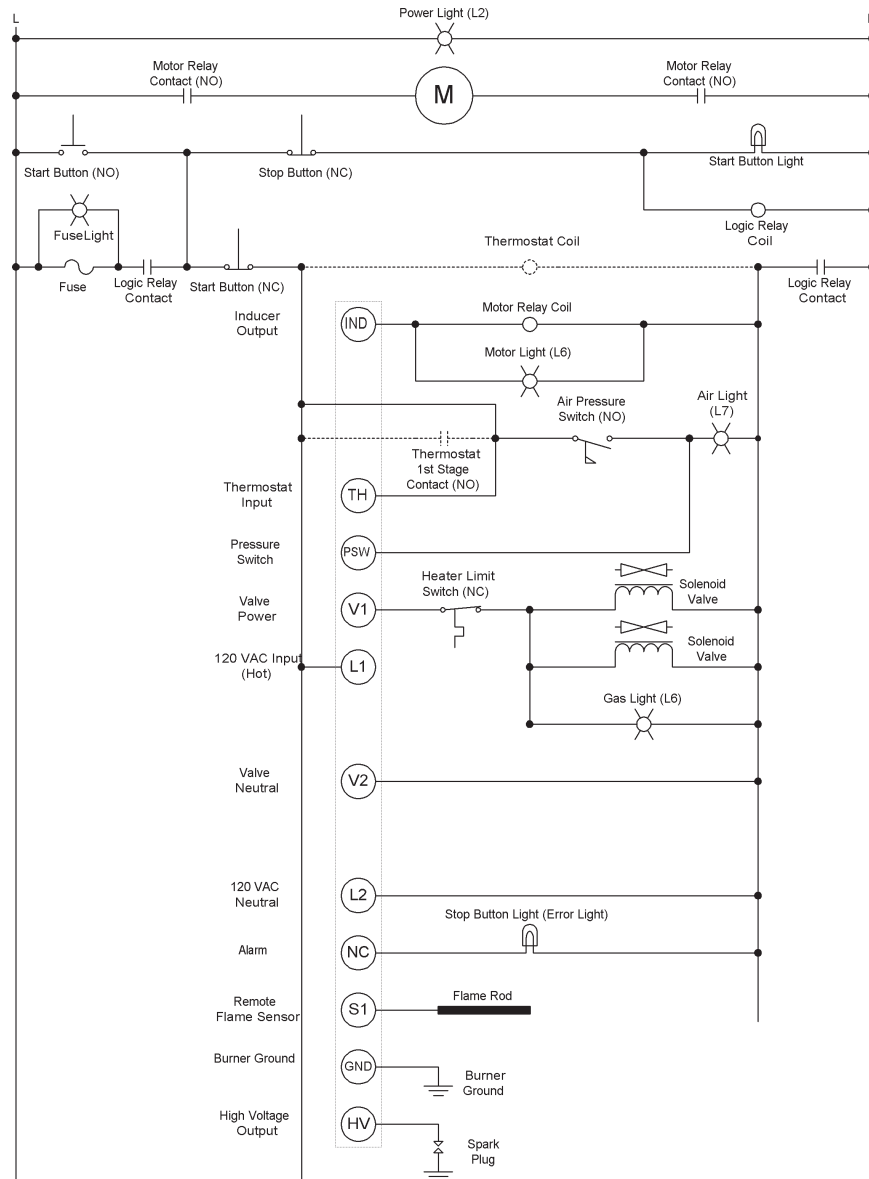 Power Light (L2)
L
Motor Relay
Contact (NO)
Motor Relay
Contact (NO)
M
Start Button (NO)
Stop Button (NC)
Start Button Light
FuseLight
Logic Relay
Coil
Thermostat Coil
Fuse
Logic Relay
Contact
Start Button (NC)
Logic Relay
Contact
Inducer
Output
IND
Motor Relay Coil
Motor Light (L6)
Air Pressure
Switch (NO)
Air Light
(L7)
Thermostat
1st Stage
Contact (NO)
Thermostat
Input
TH
Pressure
Switch
PSW
Heater Limit
Switch (NC)
Solenoid
Valve
Valve
Power
V1
Solenoid
Valve
120 VAC Input
(Hot)
L1
Gas Light (L6)
Valve
Neutral
V2
120 VAC
Neutral
L2
Stop Button Light (Error Light)
Alarm
NC
Remote
Flame Sensor
S1
Flame Rod
Burner Ground
GND
Burner
Ground
High Voltage
Output
HV
Spark
Plug